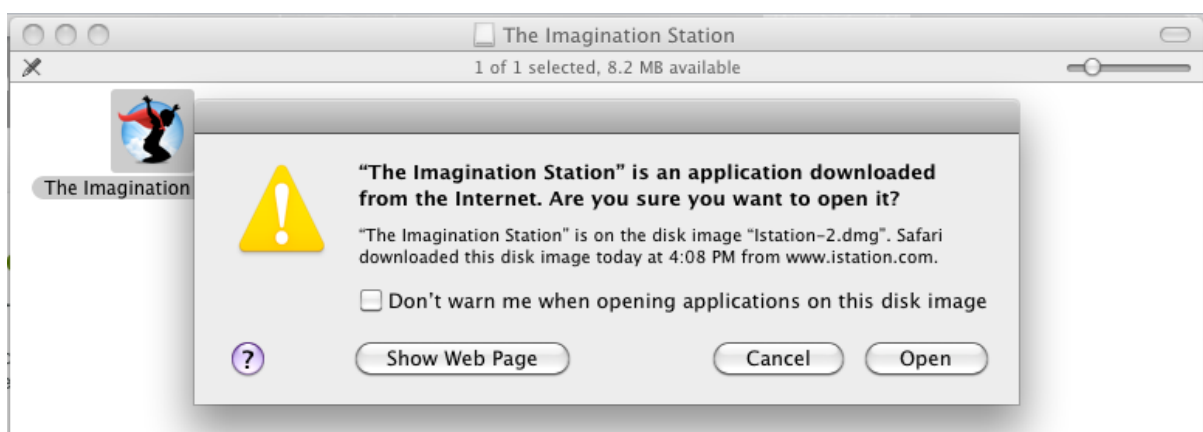 The Imagination Station
1 of 1 selected, 8.2 MB available
The Imagination
“The Imagination Station” is an application downloaded
from the Internet. Are you sure you want to open it?
“The Imagination Station” is on the disk image “Istation-2.dmg”. Safari
downloaded this disk image today at 4:08 PM from www.istation.com.
Don’t warn me when opening applications on this disk image
?
Show Web Page
Cancel
Open